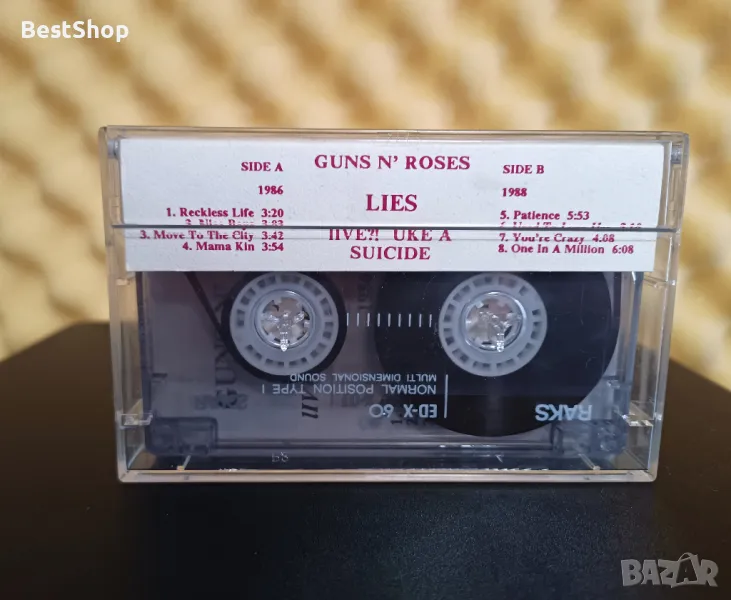 BestShop
GUNS N' ROSES
SIDE A
SIDE B
1986
LIES
1988
1. Reckless Life 3:20
5. Patience 5:53
3. Move To The City 3.42
7. You're Crazy 4.08
4. Mama Kin 3:54
8. One In A Million 6:08
SUICIDE
NORMAL POSITION TYPE I
MULTI DIMENSIONAL SOUND
ED-X 60
RAKS
BAZAR